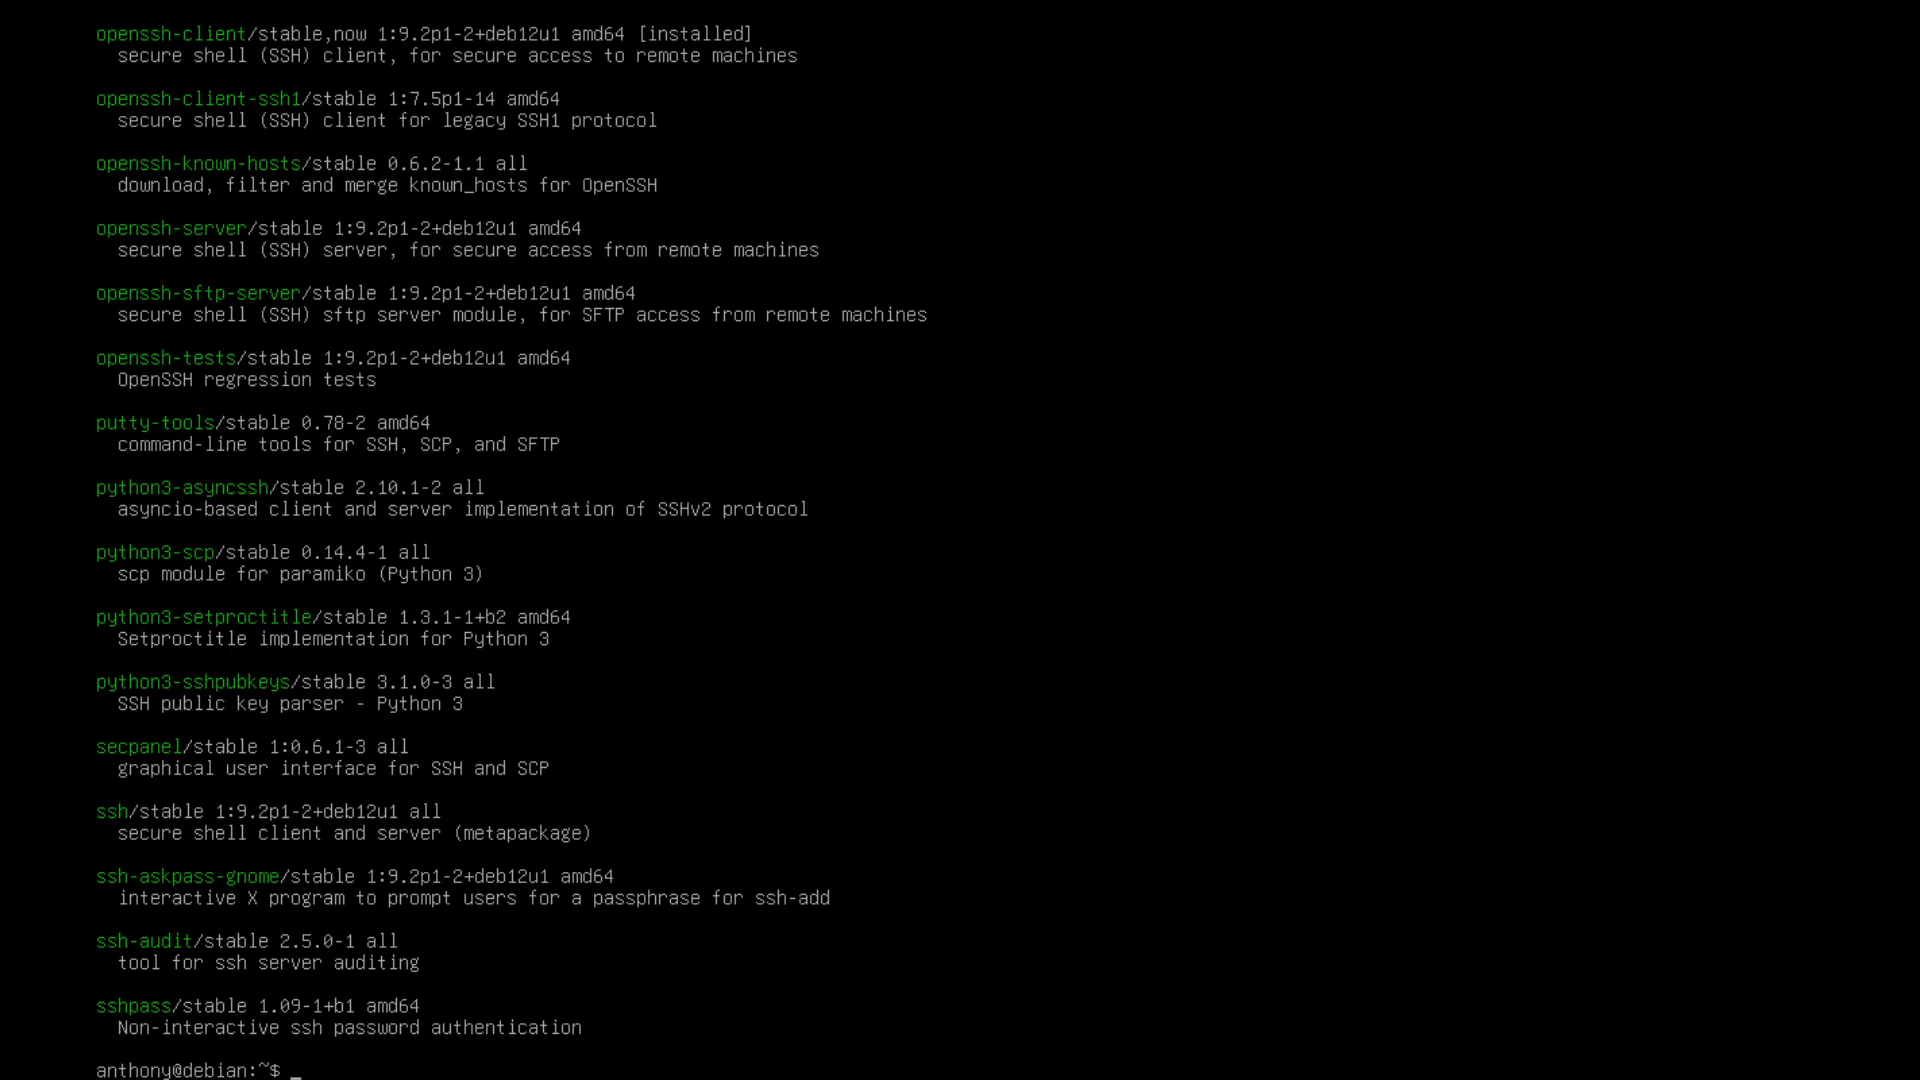 openssh-client/stable,now 1:9.2p1-2+deb12u1 amd64 [installed]
secure shell (SSH) client, for secure access to remote machines
openssh-client-ssh1/stable 1:7.5p1-14 amd64
secure shell (SSH) client for legacy SSH1 protocol
openssh-known-hosts/stable 0.6.2-1.1 all
download, filter and merge known_hosts for OpenSSH
openssh-server/stable 1:9.2p1-2+deb12u1 amd64
secure shell (SSH) server, for secure access from remote machines
openssh-sftp-server/stable 1:9.2p1-2+deb12u1 amd64
secure shell (SSH) sftp server module, for SFTP access from remote machines
openssh-tests/stable 1:9.2p1-2+deb12u1 amd64
OpenSSH regression tests
putty-tools/stable 0.78-2 amd64
command-line tools for SSH, SCP, and SFTP
python3-asyncssh/stable 2.10.1-2 all
asyncio-based client and server implementation of SSHv2 protocol
python3-scp/stable 0.14.4-1 all
scp module for paramiko (Python 3)
python3-setproctitle/stable 1.3.1-1+b2 amd64
Setproctitle implementation for Python 3
python3-sshpubkeys/stable 3.1.0-3 all
SSH public key parser - Python 3
secpanel/stable 1:0.6.1-3 all
graphical user interface for SSH and SCP
ssh/stable 1:9.2p1-2+deb12u1 all
secure shell client and server (metapackage)
ssh-askpass-gnome/stable 1:9.2p1-2+deb12u1 amd64
interactive X program to prompt users for a passphrase for ssh-add
ssh-audit/stable 2.5.0-1 all
tool for ssh server auditing
sshpass/stable 1.09-1+b1 amd64
Non-interactive ssh password authentication
anthony@debian:~$ _